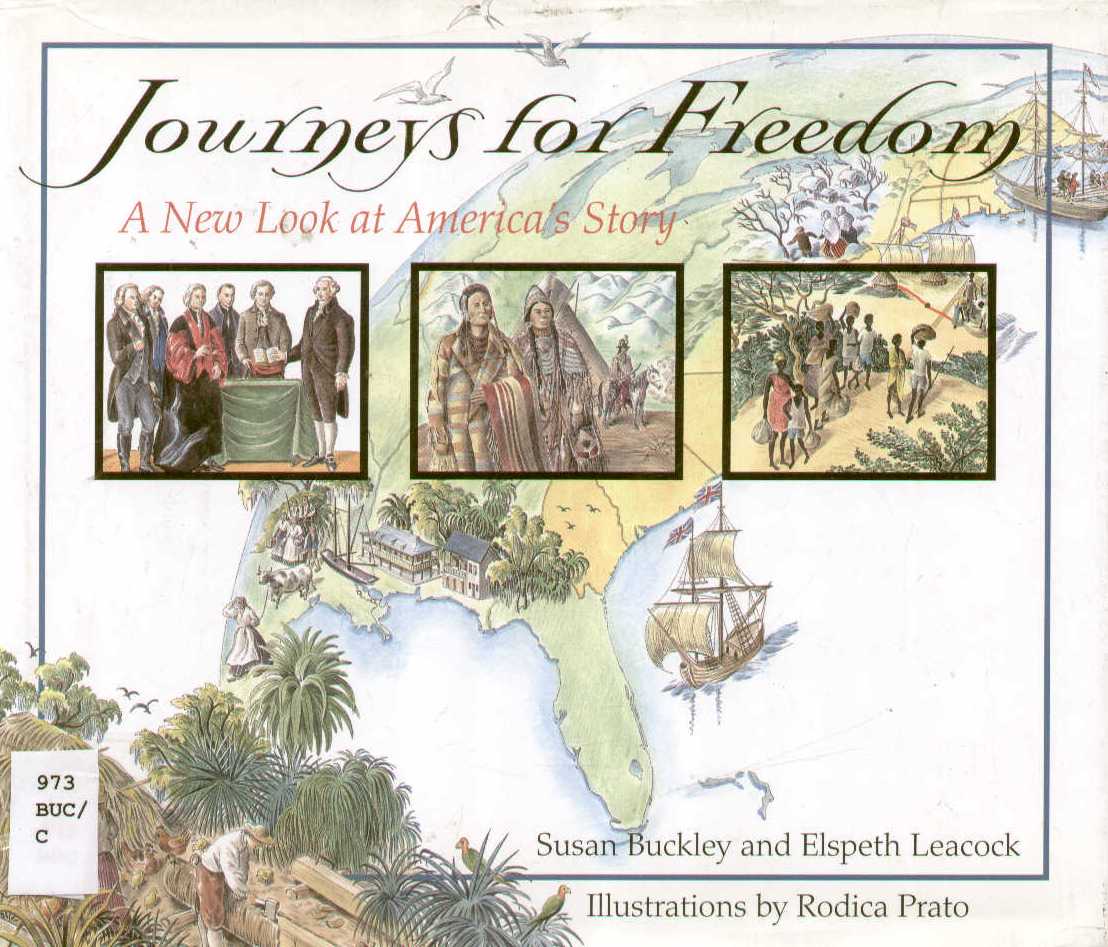 Journeys for Freedom
A New Look at America's Story
973
BUC/
C
Susan Buckley and Elspeth Leacock
Illustrations by Rodica Prato